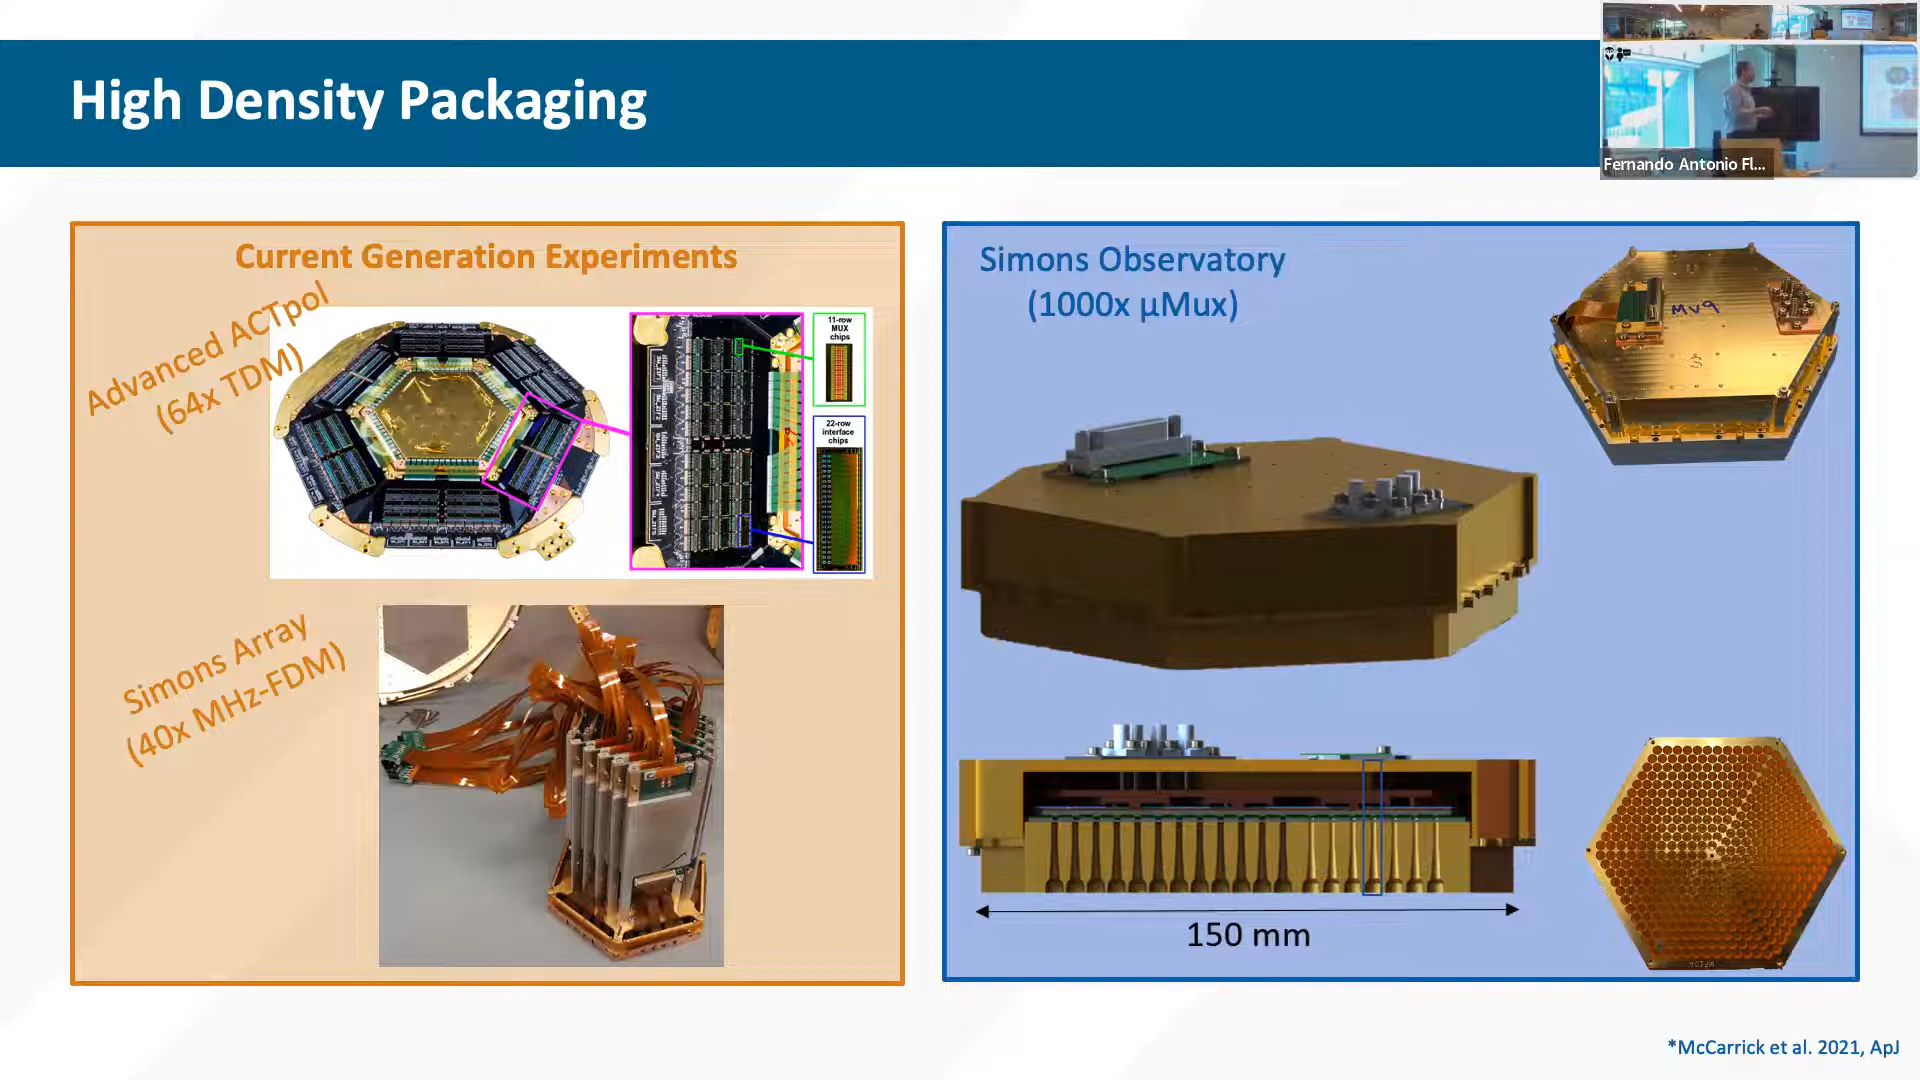 High Density Packaging
Fernando Antonio Fl...
Current Generation Experiments
Advanced ACTpol
(64x TDM)
11-row
MUX
chips
22-row
interface
chips
Simons Array
(40x MHz-FDM)
Simons Observatory
(1000x μMux)
Mv9
S
150 mm
*McCarrick et al. 2021, ApJ